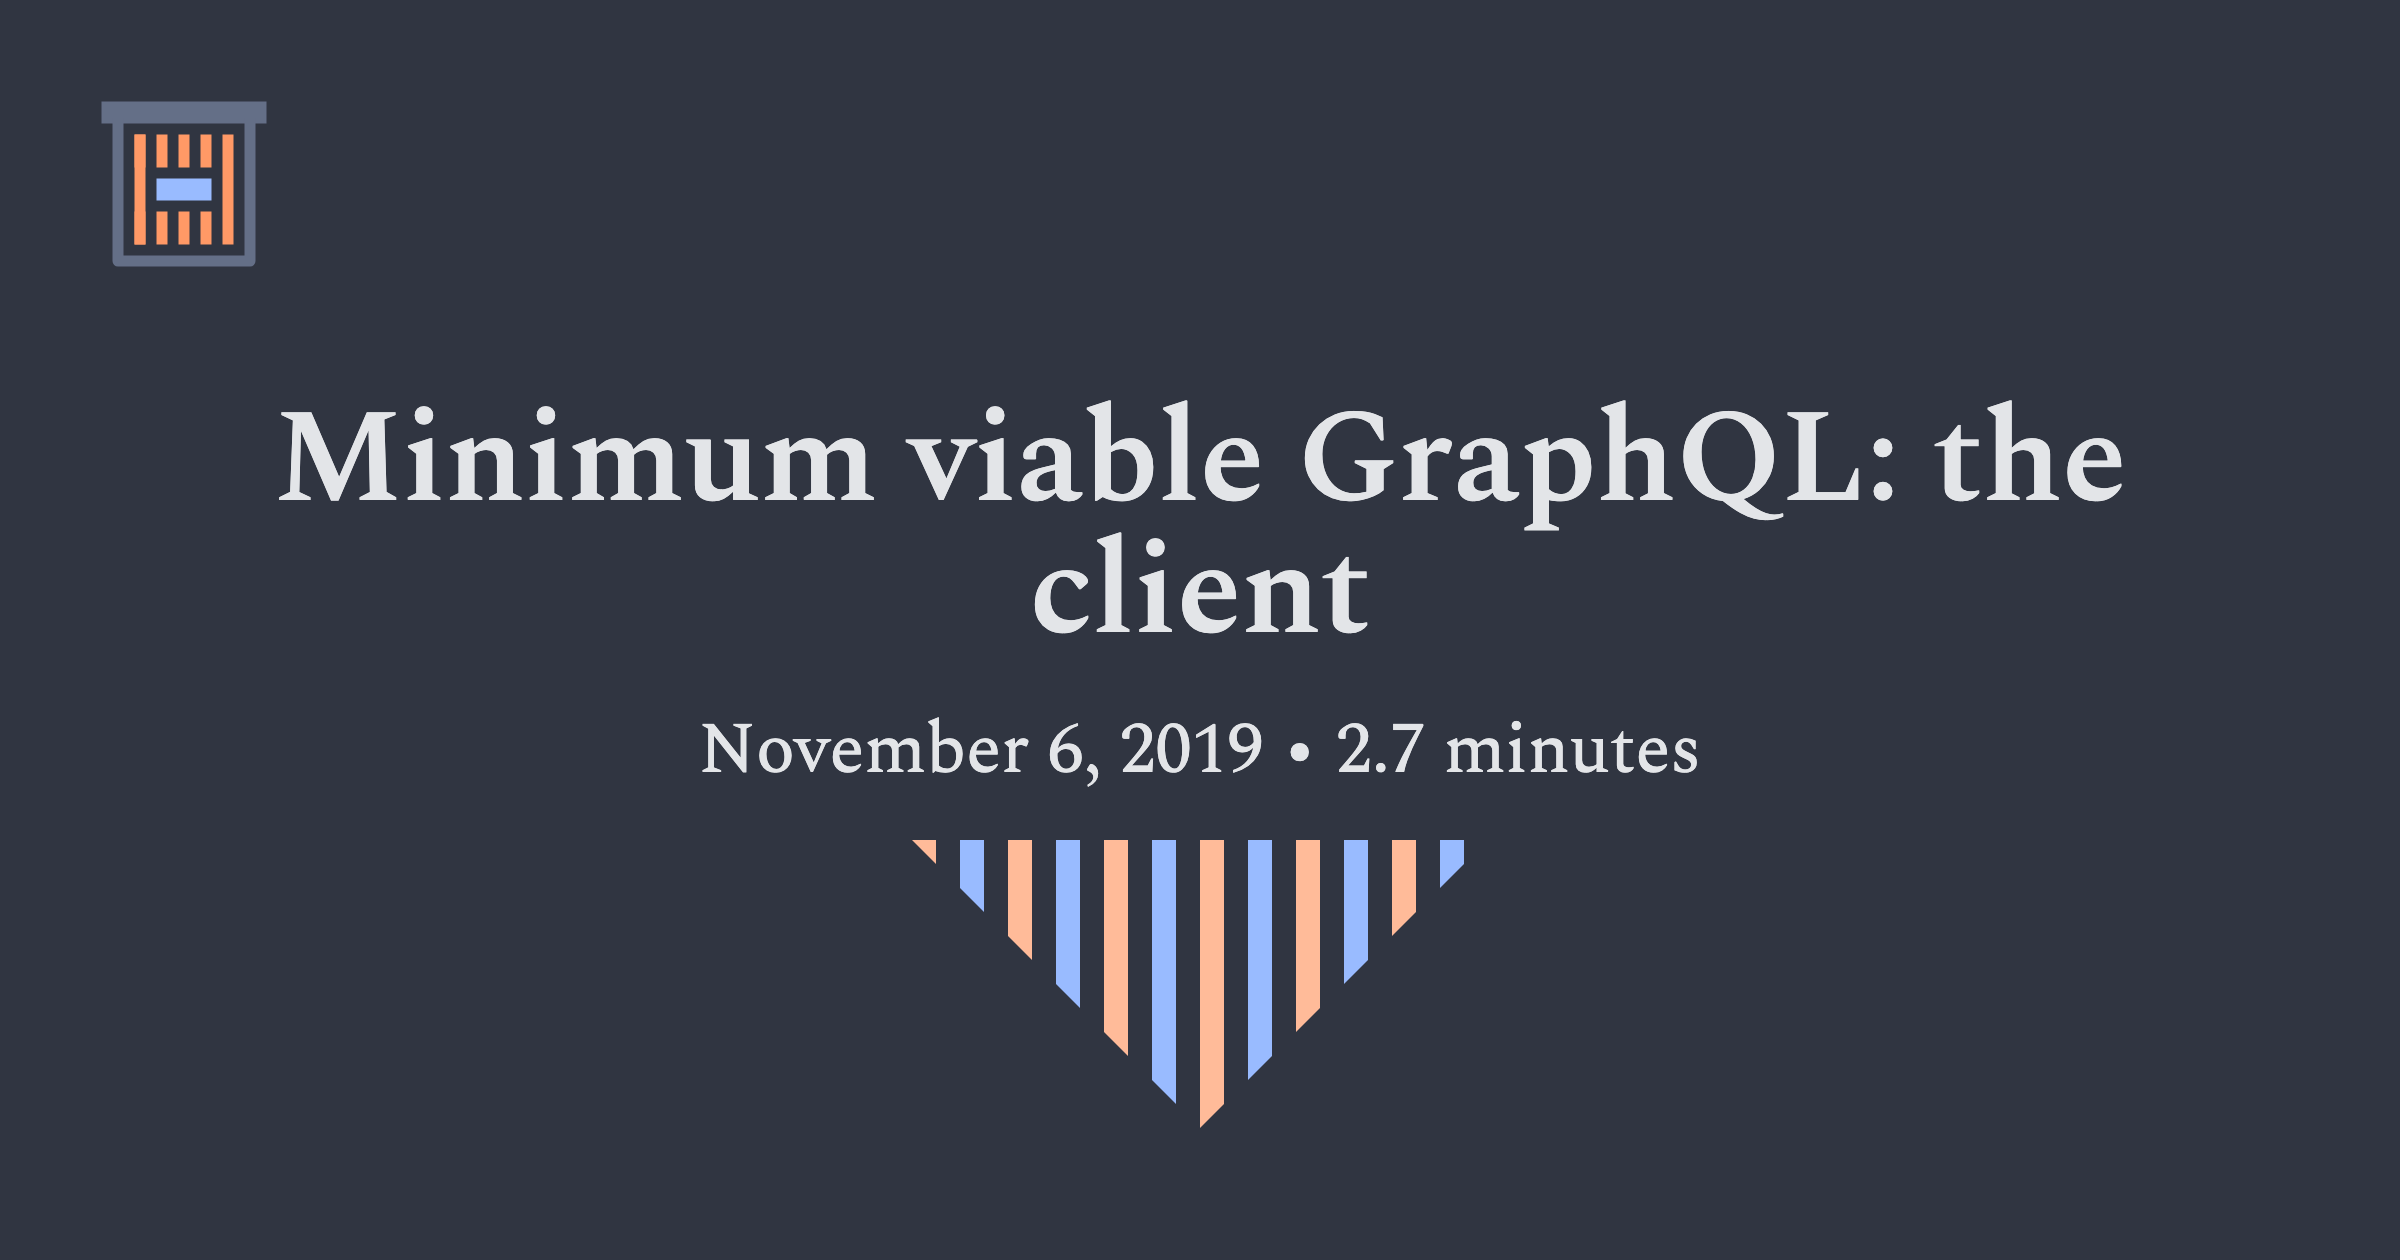 Minimum viable GraphQL: the
client
November 6, 2019 • 2.7 minutes